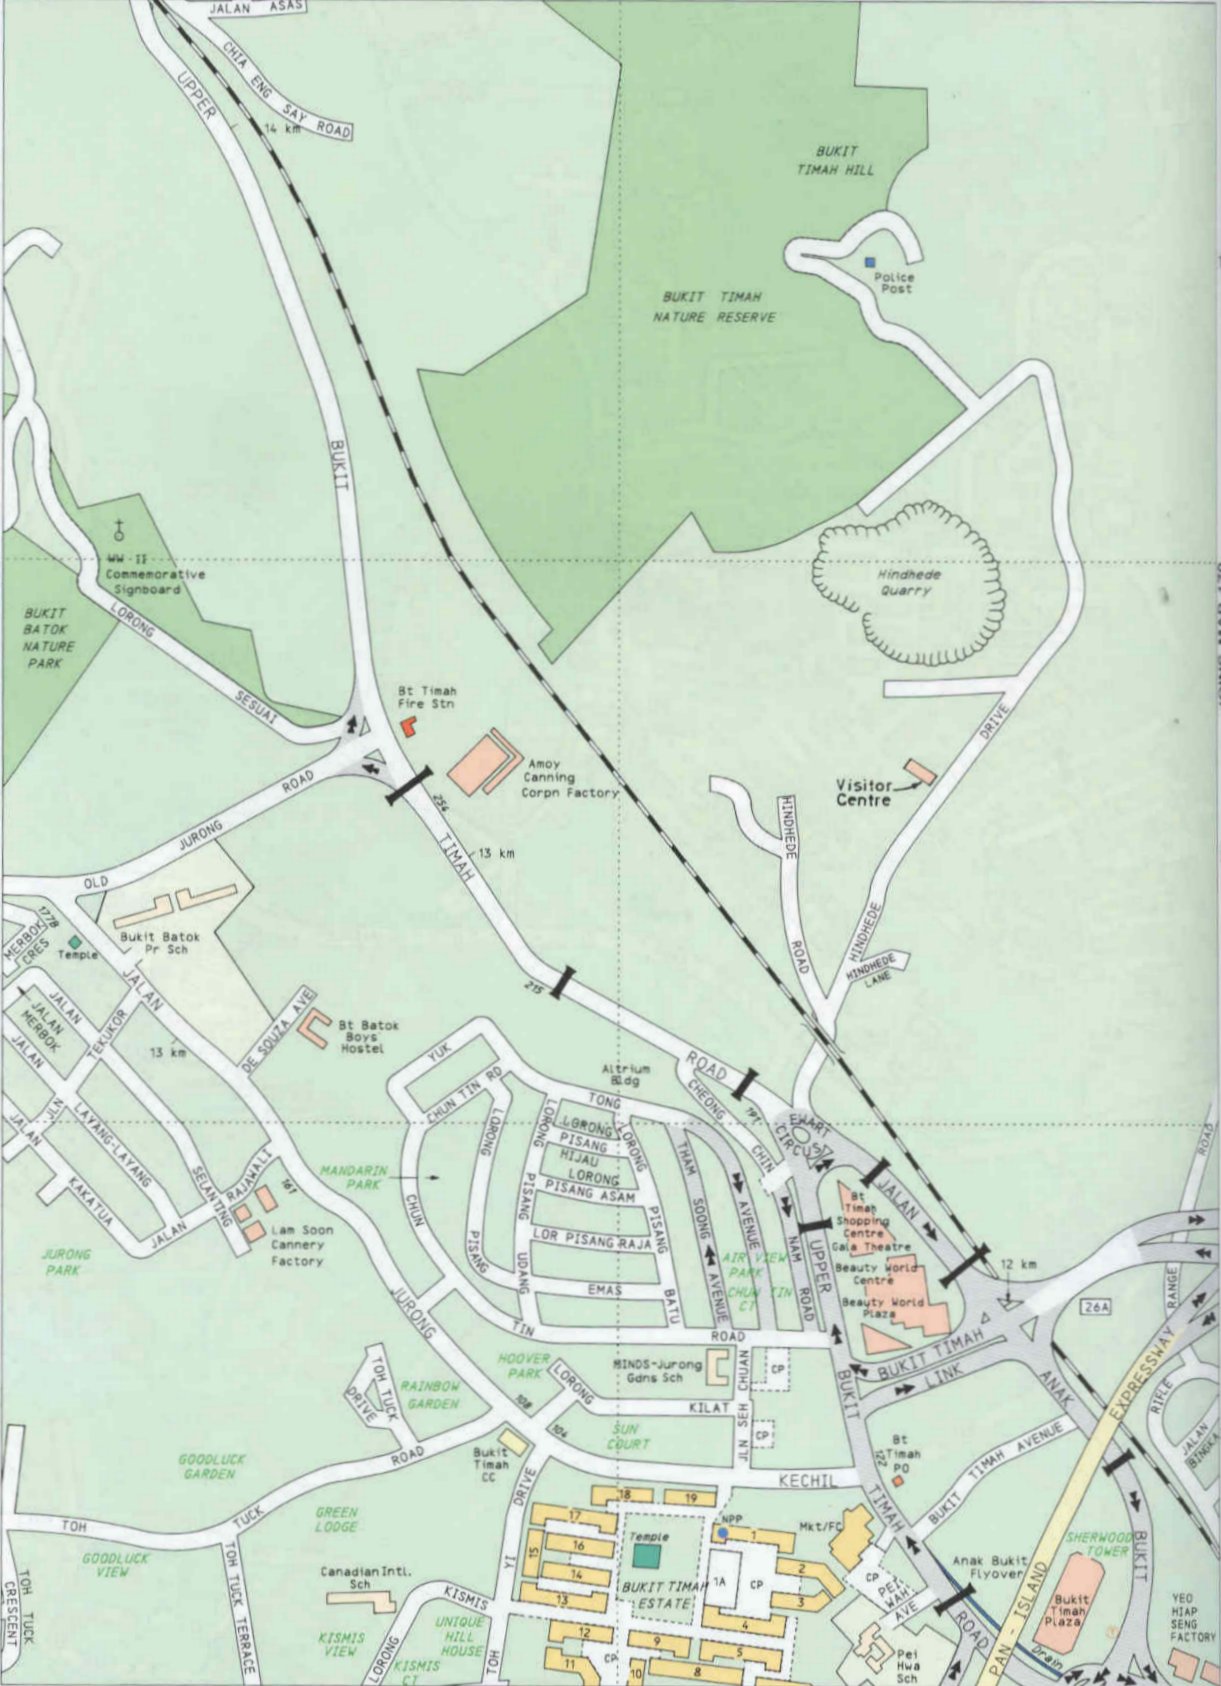 JALAN ASAS
CHIA ENG SAY ROAD
UPPER
14 km
BUKIT
TIMAH HILL
Police
Post
BUKIT TIMAH
NATURE RESERVE
BUKIT
WW II
Commemorative
Signboard
Hindhede
Quarry
BUKIT
BATOK
NATURE
PARK
LORONG
SESUAI
Bt Timah
Fire Stn
DRIVE
Amoy
Canning
Corpn Factory
Visitor
Centre
ROAD
254
HINDHEDE
JURONG
TIMAH
13 km
OLD
177B
MERBOK
CRES
Temple
Bukit Batok
Pr Sch
HINDHEDE
ROAD
HINDHEDE
LANE
JALAN
215
JALAN
MERBOK
JALAN
TEKUKOR
DE SOUZA AVE
Bt Batok
Boys
Hostel
13 km
JALAN
YUK
ROAD
Altrium
Bldg
CHUN TIN RD
TONG
CHEONG
191
EWART
CIRCUS
JLN
JALAN
LAYANG-LAYANG
LORONG
LORONG
LORONG
PISANG
HIJAU
LORONG
LORONG
PISANG ASAM
THAM
SOONG
AVENUE
CHIN
ROAD
MANDARIN
PARK
SELANTING
RAJAWALI
161
KAKATUA
JALAN
Lam Soon
Cannery
Factory
CHUN
PISANG
PISANG
UDANG
LOR PISANG RAJA
PISANG
BATU
EMAS
AVENUE
NAM
ROAD
JALAN
Bt
Timah
Shopping
Centre
Gala Theatre
Beauty World
Centre
Beauty World
Plaza
UPPER
AIR VIEW
PARK
CHUN TIN
CT
12 km
26A
RANGE
JURONG
PARK
JURONG
TIN
ROAD
BUKIT TIMAH
LINK
ANAK
EXPRESSWAY
RIFLE
JALAN
BINGKA
HOOVER
PARK
MINDS-Jurong
Gdns Sch
CP
TOH TUCK
DRIVE
RAINBOW
GARDEN
LORONG
KILAT
JLN SEH CHUAN
CP
BUKIT
108
104
SUN
COURT
Bukit
Timah
CC
ROAD
Bt
Timah
PO
122
BUKIT TIMAH AVENUE
GOODLUCK
GARDEN
KECHIL
TIMAH
DRIVE
18
19
17
GREEN
LODGE
TUCK
TOH
NPP
1
Mkt/FC
Temple
15
16
14
13
1A
CP
2
3
4
CP
PEI
WAH
AVE
Anak Bukit
Flyover
SHERWOOD
TOWER
BUKIT
GOODLUCK
VIEW
TOH TUCK TERRACE
TOH TUCK
CRESCENT
Canadian Intl.
Sch
YI
KISMIS
BUKIT TIMAH
ESTATE
PAN - ISLAND
Bukit
Timah
Plaza
YEO
HIAP
SENG
FACTORY
KISMIS
VIEW
UNIQUE
HILL
HOUSE
KISMIS
CT
LORONG
TOH
12
11
CP
9
10
8
5
Pei
Hwa
Sch
ROAD
Drain